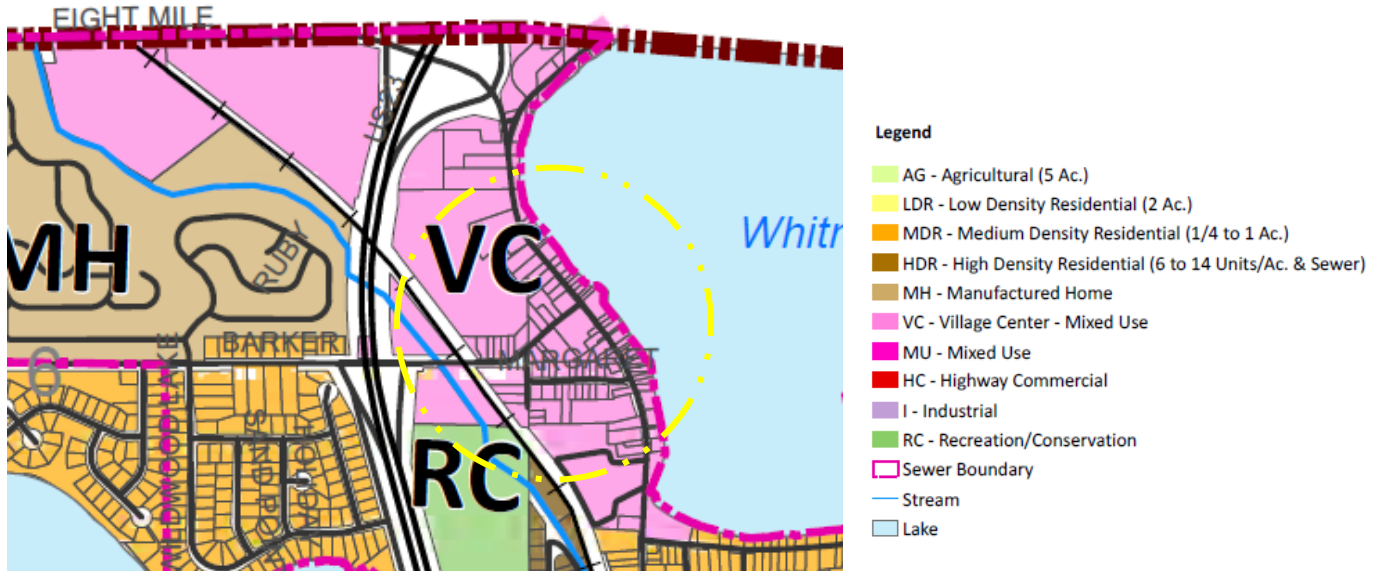 EIGHT MILE
US23
Whitr
MH
VC
RUBY
BARKER
MARGARET
6
RC
Legend
AG - Agricultural (5 Ac.)
LDR - Low Density Residential (2 Ac.)
MDR - Medium Density Residential (1/4 to 1 Ac.)
HDR - High Density Residential (6 to 14 Units/Ac. & Sewer)
MH - Manufactured Home
VC - Village Center - Mixed Use
MU - Mixed Use
HC - Highway Commercial
I - Industrial
RC - Recreation/Conservation
Sewer Boundary
Stream
Lake